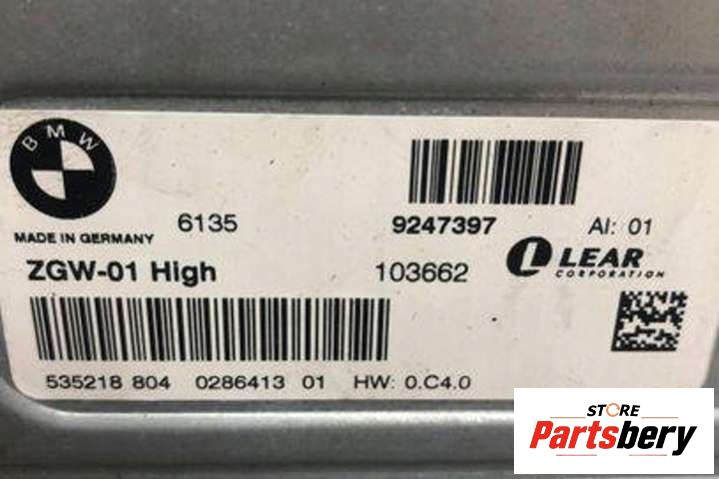 BMW
6135 9247397 AI: 01
MADE IN GERMANY
ZGW-01 High 103662 LEAR
CORPORATION
535218 804 0286413 01 HW: 0.C4.0
STORE
Partsbery